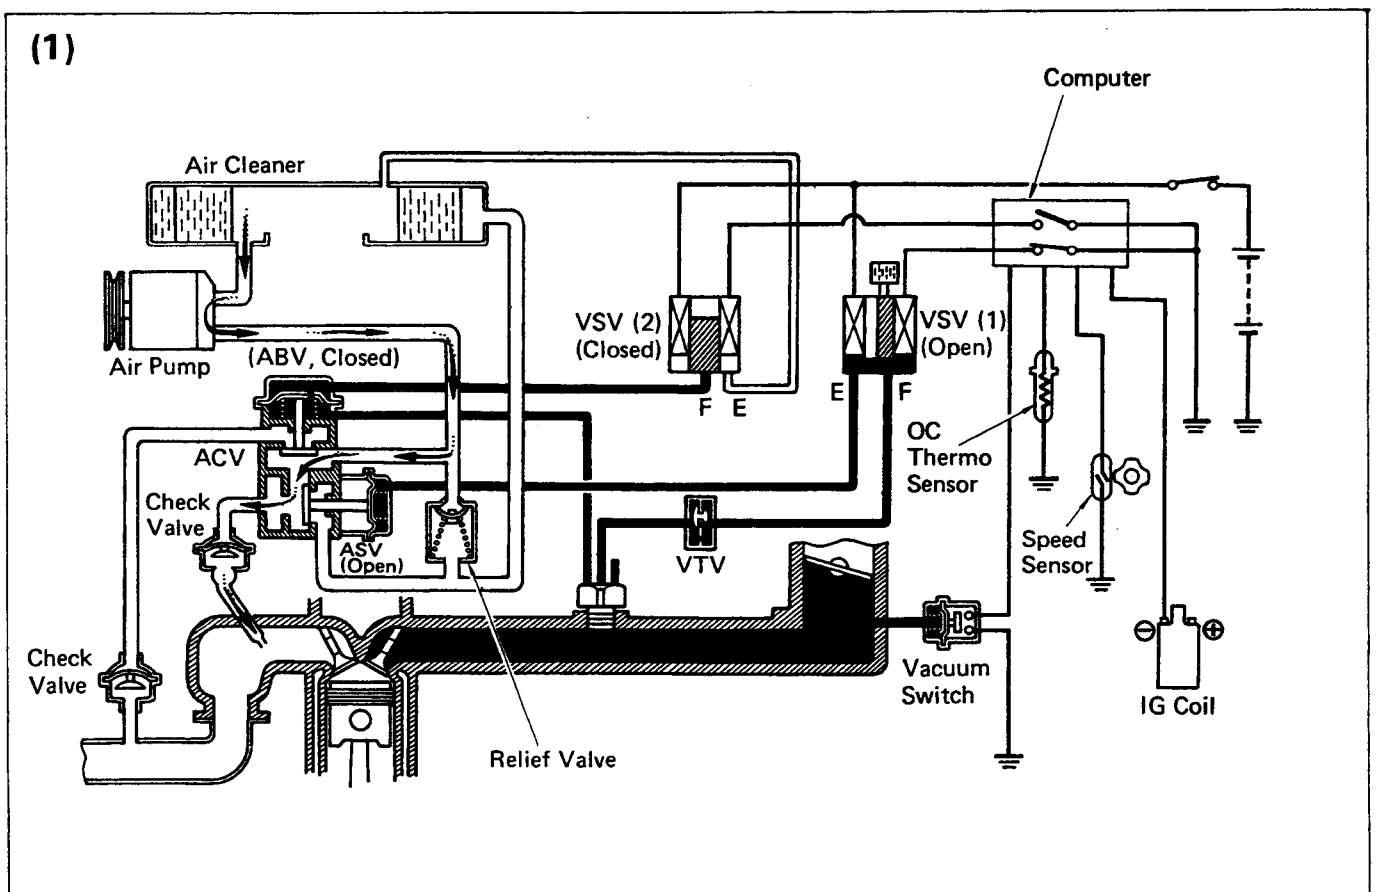 (1)
Computer
Air Cleaner
VSV (2)
(Closed)
VSV (1)
(Open)
(ABV, Closed)
Air Pump
F E
E F
ACV
OC
Thermo
Sensor
Check
Valve
ASV
(Open)
VTV
Speed
Sensor
Check
Valve
Vacuum
Switch
− +
IG Coil
Relief Valve